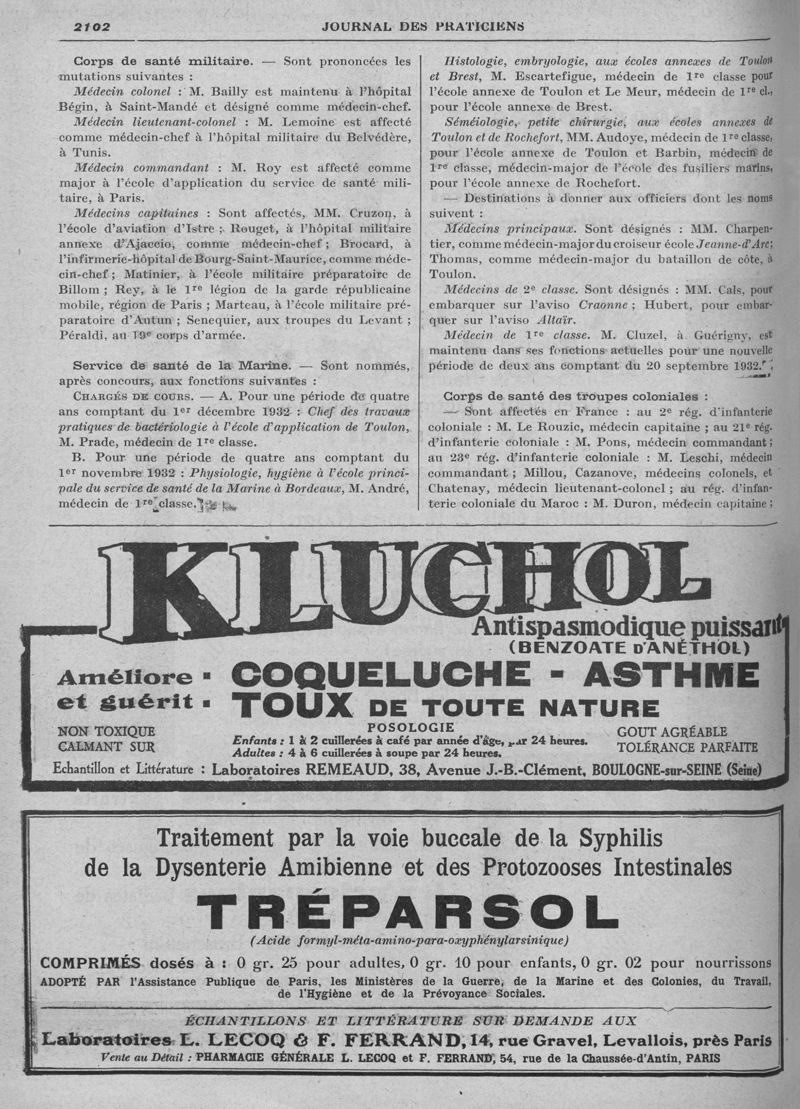 2102
JOURNAL DES PRATICIENS
Corps de santé militaire. — Sont prononcées les
mutations suivantes :
Médecin colonel : M. Bailly est maintenu à l'hôpital
Bégin, à Saint-Mandé et désigné comme médecin-chef.
Médecin lieutenant-colonel : M. Lemoine est affecté
comme médecin-chef à l'hôpital militaire du Belvédère,
à Tunis.
Médecin commandant : M. Roy est affecté comme
major à l'école d'application du service de santé mili-
taire, à Paris.
Médecins capitaines : Sont affectés, MM. Cruzon, à
l'école d'aviation d'Istre ; Rouget, à l'hôpital militaire
annexe d'Ajaccio, comme médecin-chef ; Brocard, à
l'infirmerie-hôpital de Bourg-Saint-Maurice, comme méde-
cin-chef ; Matinier, à l'école militaire préparatoire de
Billom ; Rey, à le 1re légion de la garde républicaine
mobile, région de Paris ; Marteau, à l'école militaire pré-
paratoire d'Autun ; Senequier, aux troupes du Levant ;
Péraldi, au 19e corps d'armée.
Service de santé de la Marine. — Sont nommés,
après concours, aux fonctions suivantes :
CHARGÉS DE COURS. — A. Pour une période de quatre
ans comptant du 1er décembre 1932 : Chef des travaux
pratiques de bactériologie à l'école d'application de Toulon,
M. Prade, médecin de 1re classe.
B. Pour une période de quatre ans comptant du
1er novembre 1932 : Physiologie, hygiène à l'école princi-
pale du service de santé de la Marine à Bordeaux, M. André,
médecin de 1re classe.
Histologie, embryologie, aux écoles annexes de Toulon
et Brest, M. Escartefigue, médecin de 1re classe pour
l'école annexe de Toulon et Le Meur, médecin de 1re cl.,
pour l'école annexe de Brest.
Séméiologie, petite chirurgie, aux écoles annexes de
Toulon et de Rochefort, MM. Audoye, médecin de 1re classe,
pour l'école annexe de Toulon et Barbin, médecin de
1re classe, médecin-major de l'école des fusiliers marins,
pour l'école annexe de Rochefort.
— Destinations à donner aux officiers dont les noms
suivent :
Médecins principaux. Sont désignés : MM. Charpen-
tier, comme médecin-major du croiseur école Jeanne-d'Arc;
Thomas, comme médecin-major du bataillon de côte, à
Toulon.
Médecins de 2e classe. Sont désignés : MM. Cals, pour
embarquer sur l'aviso Craonne ; Hubert, pour embar-
quer sur l'aviso Altaïr.
Médecin de 1re classe. M. Cluzel, à Guérigny, est
maintenu dans ses fonctions actuelles pour une nouvelle
période de deux ans comptant du 20 septembre 1932.
Corps de santé des troupes coloniales :
— Sont affectés en France : au 2e rég. d'infanterie
coloniale : M. Le Rouzic, médecin capitaine ; au 21e rég.
d'infanterie coloniale : M. Pons, médecin commandant ;
au 23e rég. d'infanterie coloniale : M. Leschi, médecin
commandant ; Millou, Cazanove, médecins colonels, et
Chatenay, médecin lieutenant-colonel ; au rég. d'infan-
terie coloniale du Maroc : M. Duron, médecin capitaine ;
KLUCHOL
Antispasmodique puissant
(BENZOATE D'ANÉTHOL)
Améliore - COQUELUCHE - ASTHME
et guérit - TOUX DE TOUTE NATURE
NON TOXIQUE
CALMANT SUR
POSOLOGIE
Enfants : 1 à 2 cuillerées à café par année d'âge, par 24 heures.
Adultes : 4 à 6 cuillerées à soupe par 24 heures.
GOUT AGRÉABLE
TOLÉRANCE PARFAITE
Echantillon et Littérature : Laboratoires REMEAUD, 38, Avenue J.-B.-Clément, BOULOGNE-sur-SEINE (Seine)
Traitement par la voie buccale de la Syphilis
de la Dysenterie Amibienne et des Protozooses Intestinales
TRÉPARSOL
(Acide formyl-méta-amino-para-oxyphénylarsinique)
COMPRIMÉS dosés à : 0 gr. 25 pour adultes, 0 gr. 10 pour enfants, 0 gr. 02 pour nourrissons
ADOPTÉ PAR l'Assistance Publique de Paris, les Ministères de la Guerre, de la Marine et des Colonies, du Travail,
de l'Hygiène et de la Prévoyance Sociales.
ÉCHANTILLONS ET LITTÉRATURE SUR DEMANDE AUX
Laboratoires L. LECOQ & F. FERRAND, 14, rue Gravel, Levallois, près Paris
Vente au Détail : PHARMACIE GÉNÉRALE L. LECOQ et F. FERRAND, 54, rue de la Chaussée-d'Antin, PARIS